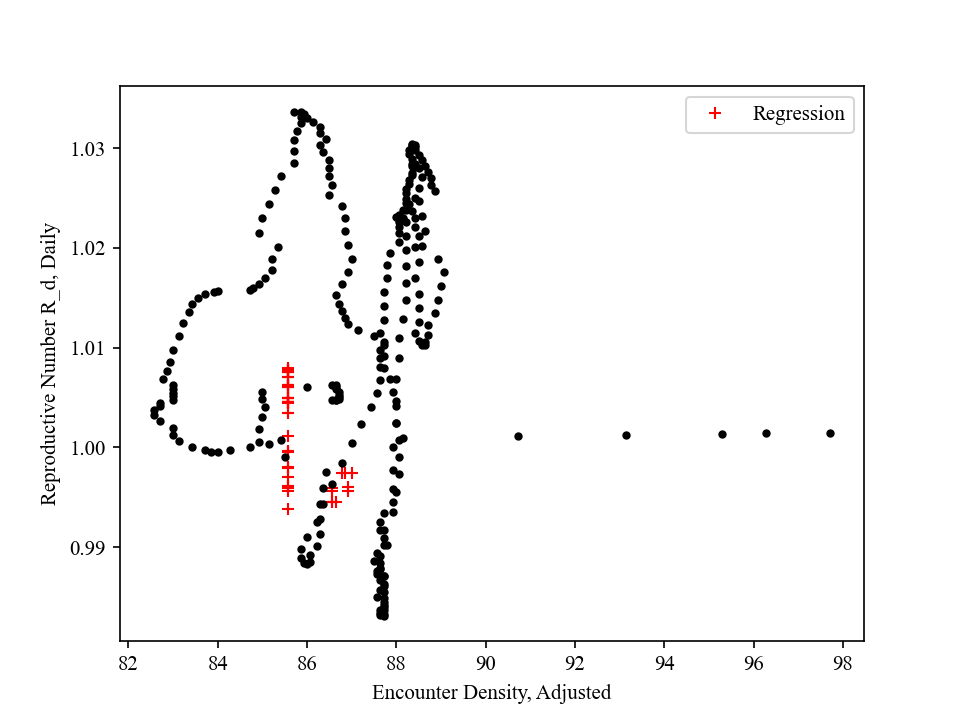 Regression
1.03
1.02
1.01
1.00
0.99
Reproductive Number R_d, Daily
82 84 86 88 90 92 94 96 98
Encounter Density, Adjusted